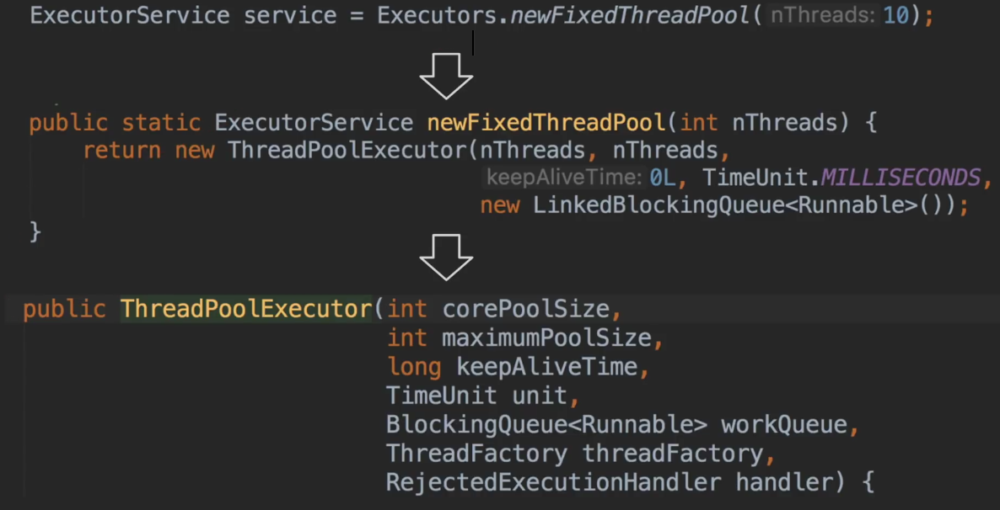 ExecutorService service = Executors.newFixedThreadPool( nThreads: 10);
public static ExecutorService newFixedThreadPool(int nThreads) {
return new ThreadPoolExecutor(nThreads, nThreads,
keepAliveTime: 0L, TimeUnit.MILLISECONDS,
new LinkedBlockingQueue<Runnable>());
}
public ThreadPoolExecutor(int corePoolSize,
int maximumPoolSize,
long keepAliveTime,
TimeUnit unit,
BlockingQueue<Runnable> workQueue,
ThreadFactory threadFactory,
RejectedExecutionHandler handler) {